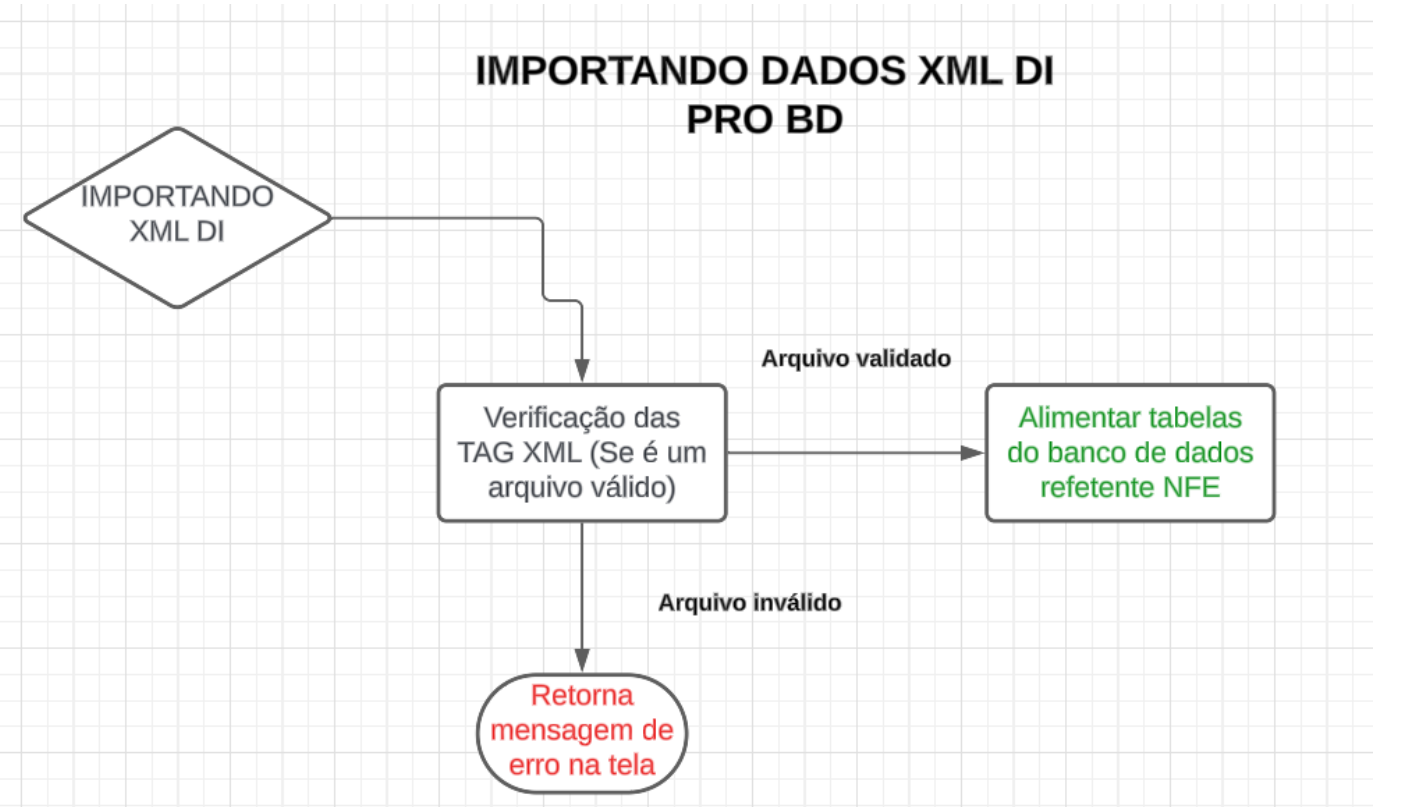 IMPORTANDO DADOS XML DI
PRO BD
IMPORTANDO
XML DI
Arquivo validado
Verificação das
TAG XML (Se é um
arquivo válido)
Alimentar tabelas
do banco de dados
refetente NFE
Arquivo inválido
Retorna
mensagem de
erro na tela